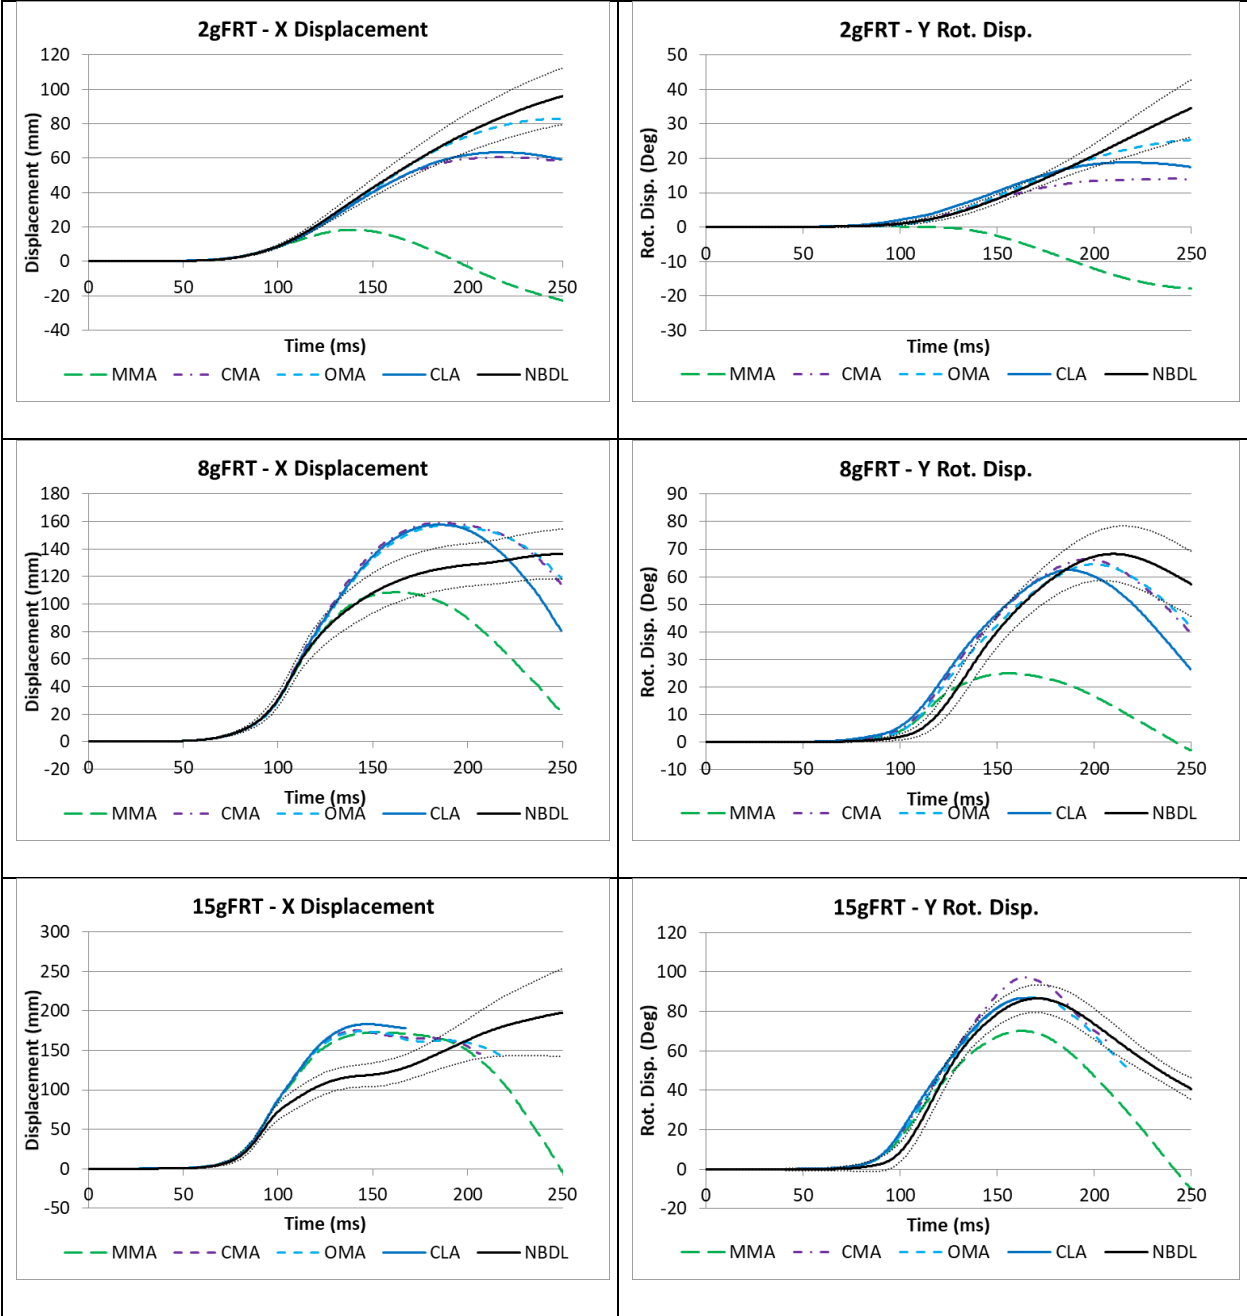 2gFRT - X Displacement
120
100
80
60
40
20
0
-20
-40
Displacement (mm)
0 50 100 150 200 250
Time (ms)
MMA CMA OMA CLA NBDL
2gFRT - Y Rot. Disp.
50
40
30
20
10
0
-10
-20
-30
Rot. Disp. (Deg)
0 50 100 150 200 250
Time (ms)
MMA CMA OMA CLA NBDL
8gFRT - X Displacement
180
160
140
120
100
80
60
40
20
0
-20
Displacement (mm)
0 50 100 150 200 250
Time (ms)
MMA CMA OMA CLA NBDL
8gFRT - Y Rot. Disp.
90
80
70
60
50
40
30
20
10
0
-10
Rot. Disp. (Deg)
0 50 100 150 200 250
Time (ms)
MMA CMA OMA CLA NBDL
15gFRT - X Displacement
300
250
200
150
100
50
0
-50
Displacement (mm)
0 50 100 150 200 250
Time (ms)
MMA CMA OMA CLA NBDL
15gFRT - Y Rot. Disp.
120
100
80
60
40
20
0
-20
Rot. Disp. (Deg)
0 50 100 150 200 250
Time (ms)
MMA CMA OMA CLA NBDL